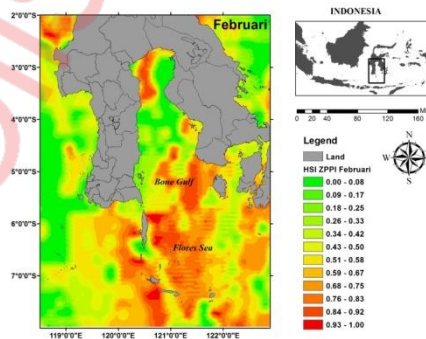 INDONESIA
Februari
2°0'0"S
3°0'0"S
4°0'0"S
5°0'0"S
6°0'0"S
7°0'0"S
Bone Gulf
Flores Sea
119°0'0"E 120°0'0"E 121°0'0"E 122°0'0"E
0 20 40 80 120 160
N
W
S
Legend
Land
HSI ZPPI Februari
0.00 - 0.08
0.09 - 0.17
0.18 - 0.25
0.26 - 0.33
0.34 - 0.42
0.43 - 0.50
0.51 - 0.58
0.59 - 0.67
0.68 - 0.75
0.76 - 0.83
0.84 - 0.92
0.93 - 1.00